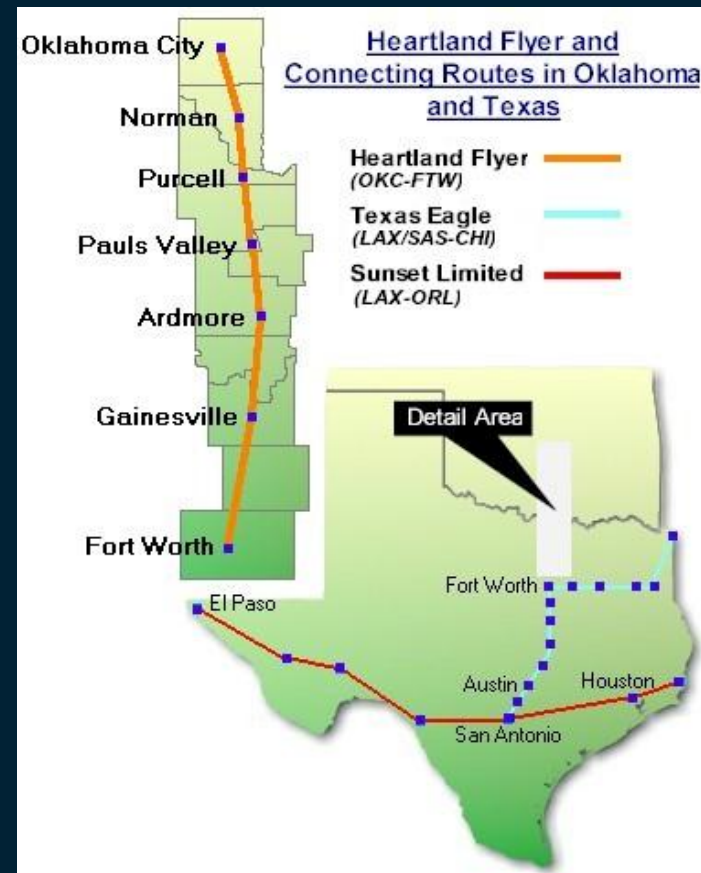 Heartland Flyer and
Connecting Routes in Oklahoma
and Texas
Heartland Flyer
(OKC-FTW)
Texas Eagle
(LAX/SAS-CHI)
Sunset Limited
(LAX-ORL)
Oklahoma City
Norman
Purcell
Pauls Valley
Ardmore
Gainesville
Fort Worth
Detail Area
Fort Worth
El Paso
Austin
Houston
San Antonio